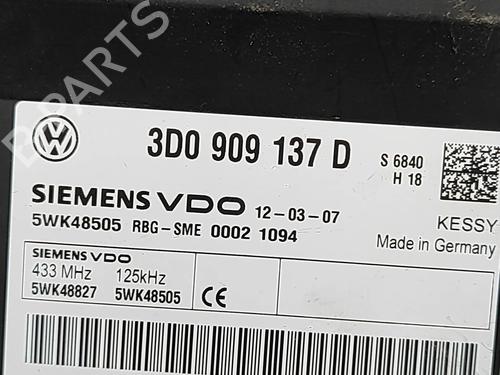 3D0 909 137 D
S 6840
H 18
SIEMENS VDO 12-03-07
KESSY
5WK48505 RBG-SME 0002 1094
Made in Germany
SIEMENS VDO
433 MHz 125kHz
5WK48827 5WK48505
CE
B-PARTS